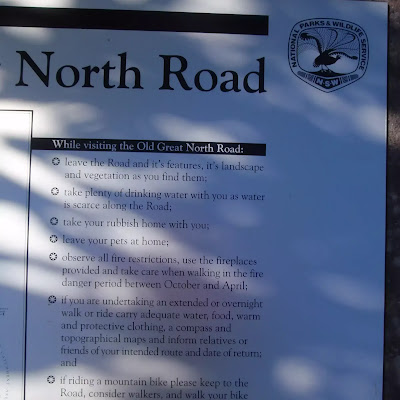 North Road
NATIONAL PARKS & WILDLIFE SERVICE
NSW
While visiting the Old Great North Road:
leave the Road and it's features, it's landscape
and vegetation as you find them;
take plenty of drinking water with you as water
is scarce along the Road;
take your rubbish home with you;
leave your pets at home;
observe all fire restrictions, use the fireplaces
provided and take care when walking in the fire
danger period between October and April;
if you are undertaking an extended or overnight
walk or ride carry adequate water, food, warm
and protective clothing, a compass and
topographical maps and inform relatives or
friends of your intended route and date of return;
and
if riding a mountain bike please keep to the
Road, consider walkers, and walk your bike